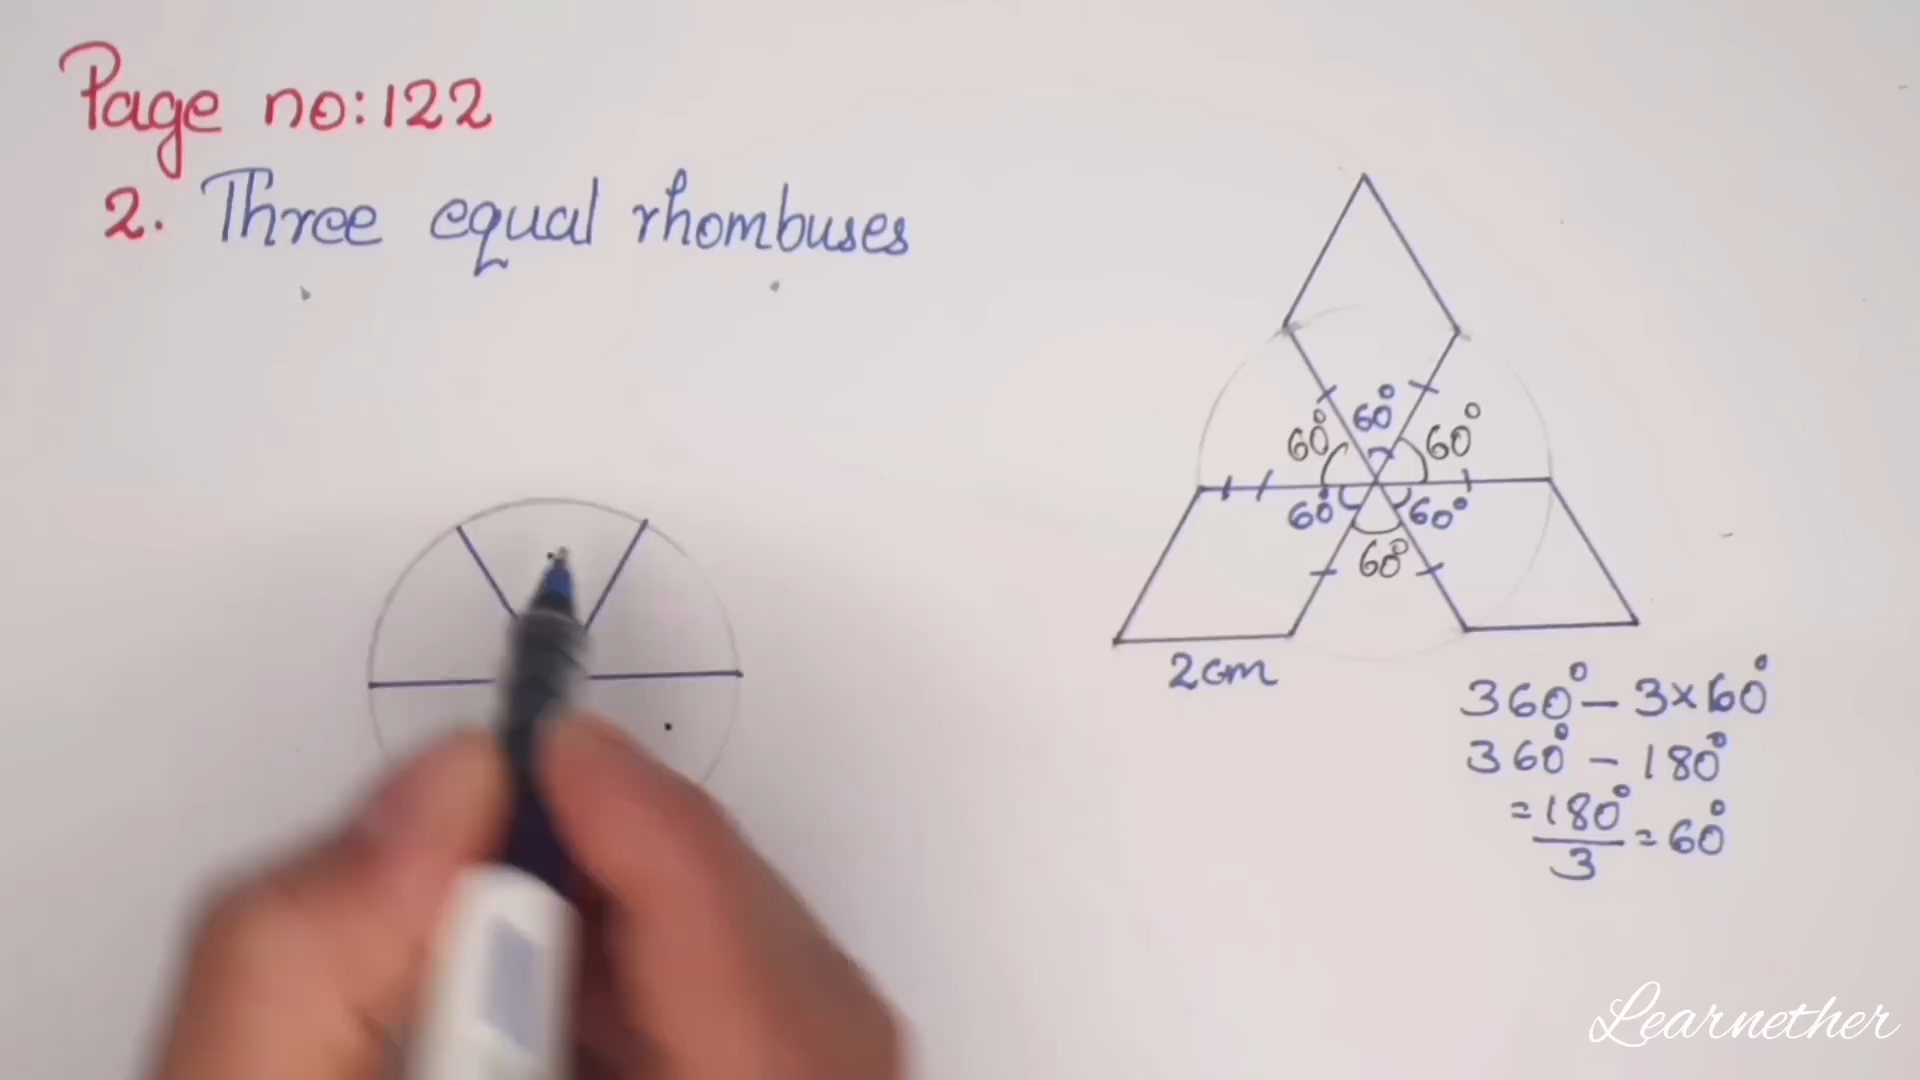 Page no:122
2. Three equal rhombuses
60° 60° 60°
60° 60°
60°
2cm
360° - 3×60°
360° - 180°
= 180°/3 = 60°
Learnether